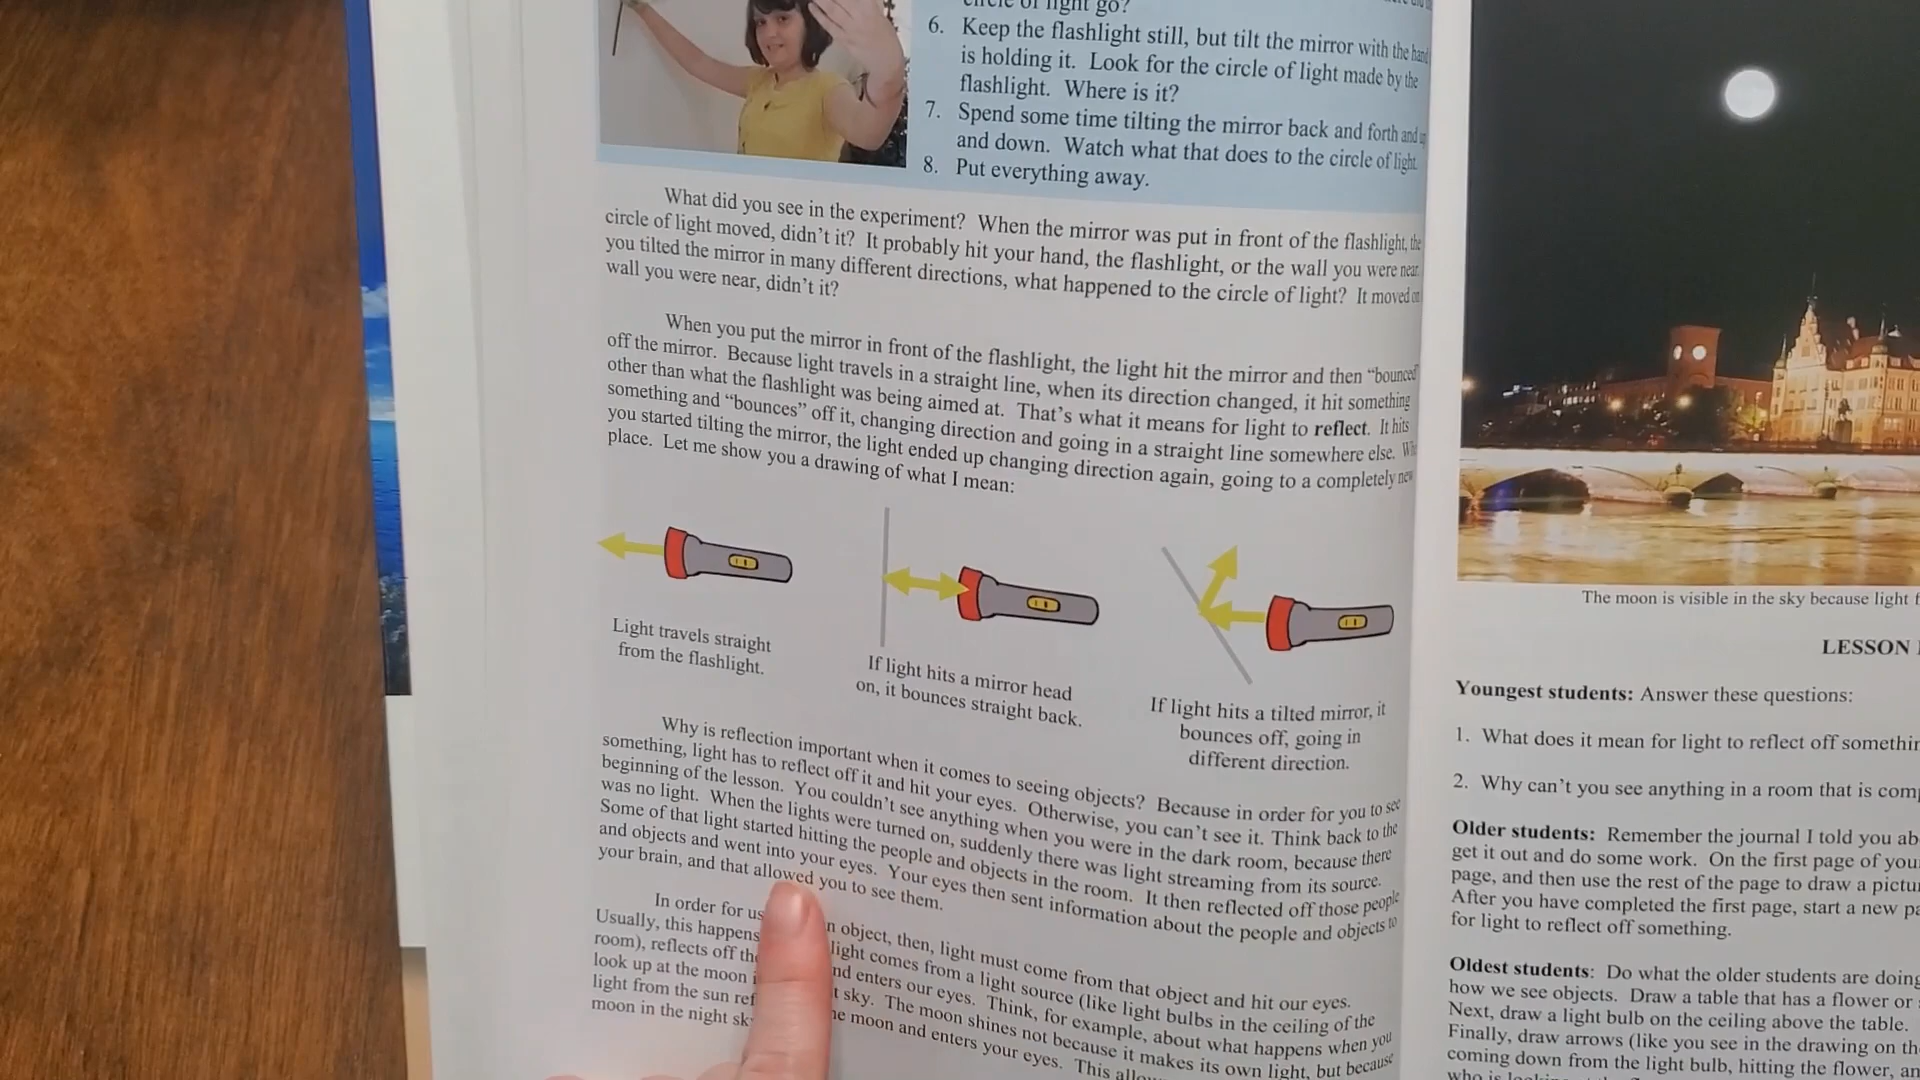 circle of light go?
6. Keep the flashlight still, but tilt the mirror with the hand
is holding it. Look for the circle of light made by the
flashlight. Where is it?
7. Spend some time tilting the mirror back and forth and up
and down. Watch what that does to the circle of light.
8. Put everything away.
What did you see in the experiment? When the mirror was put in front of the flashlight, the
circle of light moved, didn't it? It probably hit your hand, the flashlight, or the wall you were near.
you tilted the mirror in many different directions, what happened to the circle of light? It moved on
wall you were near, didn't it?
When you put the mirror in front of the flashlight, the light hit the mirror and then "bounced"
off the mirror. Because light travels in a straight line, when its direction changed, it hit something
other than what the flashlight was being aimed at. That's what it means for light to reflect. It hits
something and "bounces" off it, changing direction and going in a straight line somewhere else.
you started tilting the mirror, the light ended up changing direction again, going to a completely new
place. Let me show you a drawing of what I mean:
Light travels straight
from the flashlight.
If light hits a mirror head
on, it bounces straight back.
If light hits a tilted mirror, it
bounces off, going in
different direction.
Why is reflection important when it comes to seeing objects? Because in order for you to see
something, light has to reflect off it and hit your eyes. Otherwise, you can't see it. Think back to the
beginning of the lesson. You couldn't see anything when you were in the dark room, because there
was no light. When the lights were turned on, suddenly there was light streaming from its source.
Some of that light started hitting the people and objects in the room. It then reflected off those people
and objects and went into your eyes. Your eyes then sent information about the people and objects to
your brain, and that allowed you to see them.
In order for us n object, then, light must come from that object and hit our eyes.
Usually, this happens light comes from a light source (like light bulbs in the ceiling of the
room), reflects off the nd enters our eyes. Think, for example, about what happens when you
look up at the moon i t sky. The moon shines not because it makes its own light, but because
light from the sun ref he moon and enters your eyes. This allo
moon in the night sk
The moon is visible in the sky because light f
LESSON
Youngest students: Answer these questions:
1. What does it mean for light to reflect off somethin
2. Why can't you see anything in a room that is com
Older students: Remember the journal I told you ab
get it out and do some work. On the first page of you
page, and then use the rest of the page to draw a pictu
After you have completed the first page, start a new pa
for light to reflect off something.
Oldest students: Do what the older students are doing
how we see objects. Draw a table that has a flower or
Next, draw a light bulb on the ceiling above the table.
Finally, draw arrows (like you see in the drawing on th
coming down from the light bulb, hitting the flower, an
who is